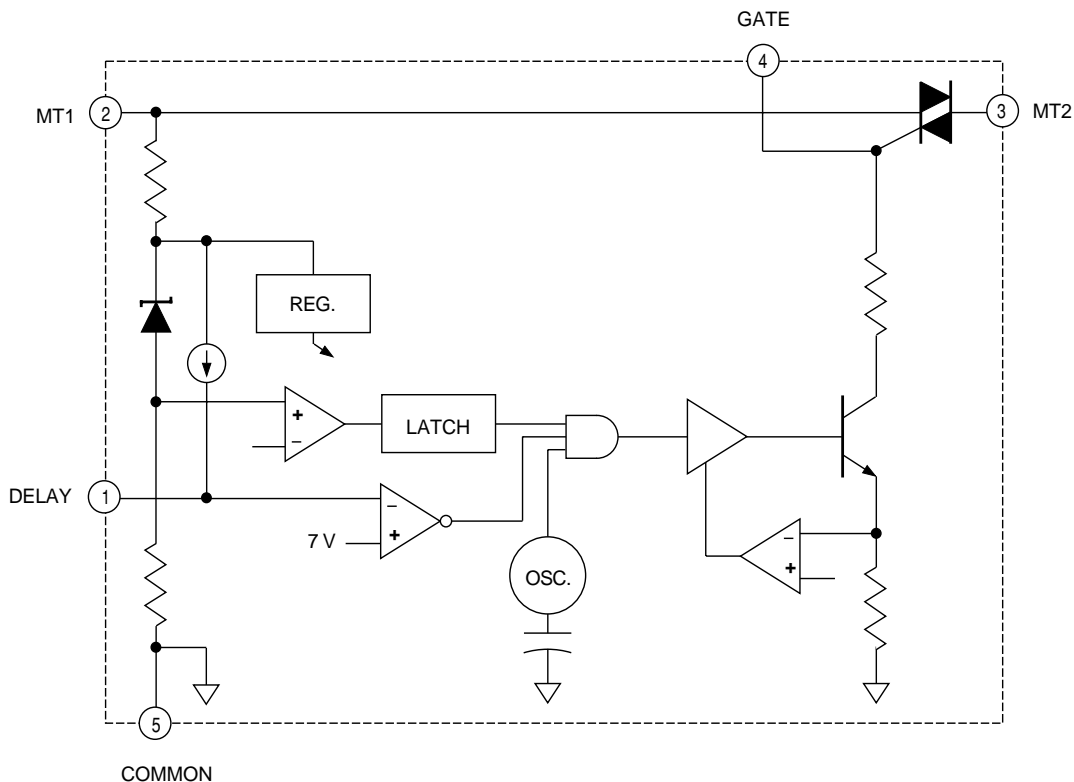 GATE
4
MT1
2
3
MT2
REG.
+
−
LATCH
DELAY
1
−
+
7 V
OSC.
−
+
5
COMMON